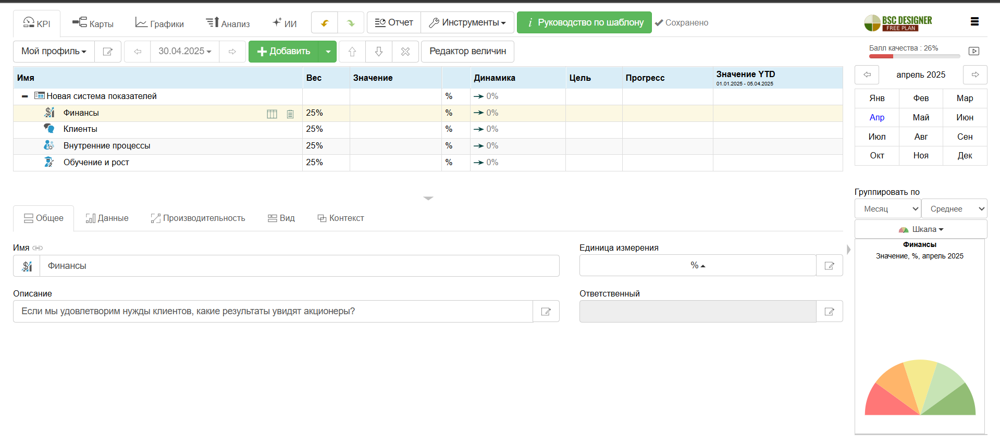 KPI Карты Графики Анализ ИИ Отчет Инструменты i Руководство по шаблону Сохранено BSC DESIGNER
FREE PLAN
Мой профиль 30.04.2025 Добавить Редактор величин Балл качества : 26%
Имя Вес Значение Динамика Цель Прогресс Значение YTD
01.01.2025 - 05.04.2025
Новая система показателей % 0%
Финансы 25% % 0%
Клиенты 25% % 0%
Внутренние процессы 25% % 0%
Обучение и рост 25% % 0%
апрель 2025
Янв Фев Мар
Апр Май Июн
Июл Авг Сен
Окт Ноя Дек
Группировать по
Месяц Среднее
Шкала
Финансы
Значение, %, апрель 2025
Общее Данные Производительность Вид Контекст
Имя Единица измерения
Финансы %
Описание Ответственный
Если мы удовлетворим нужды клиентов, какие результаты увидят акционеры?